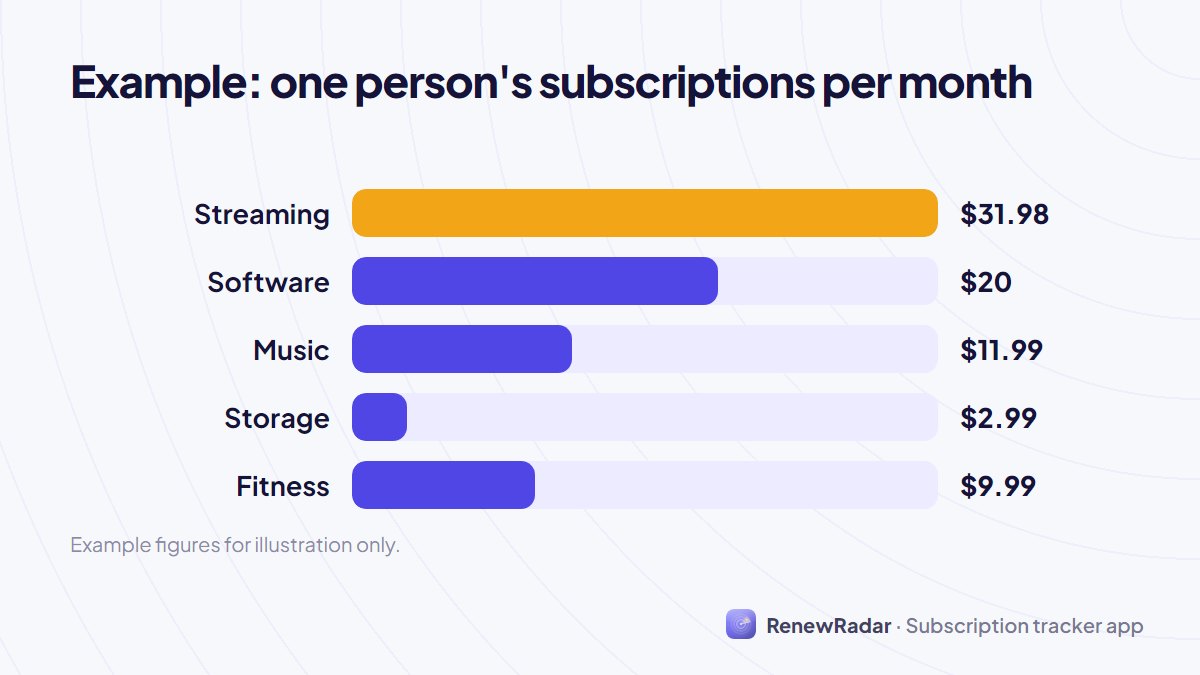 Example: one person's subscriptions per month
Streaming $31.98
Software $20
Music $11.99
Storage $2.99
Fitness $9.99
Example figures for illustration only.
RenewRadar · Subscription tracker app